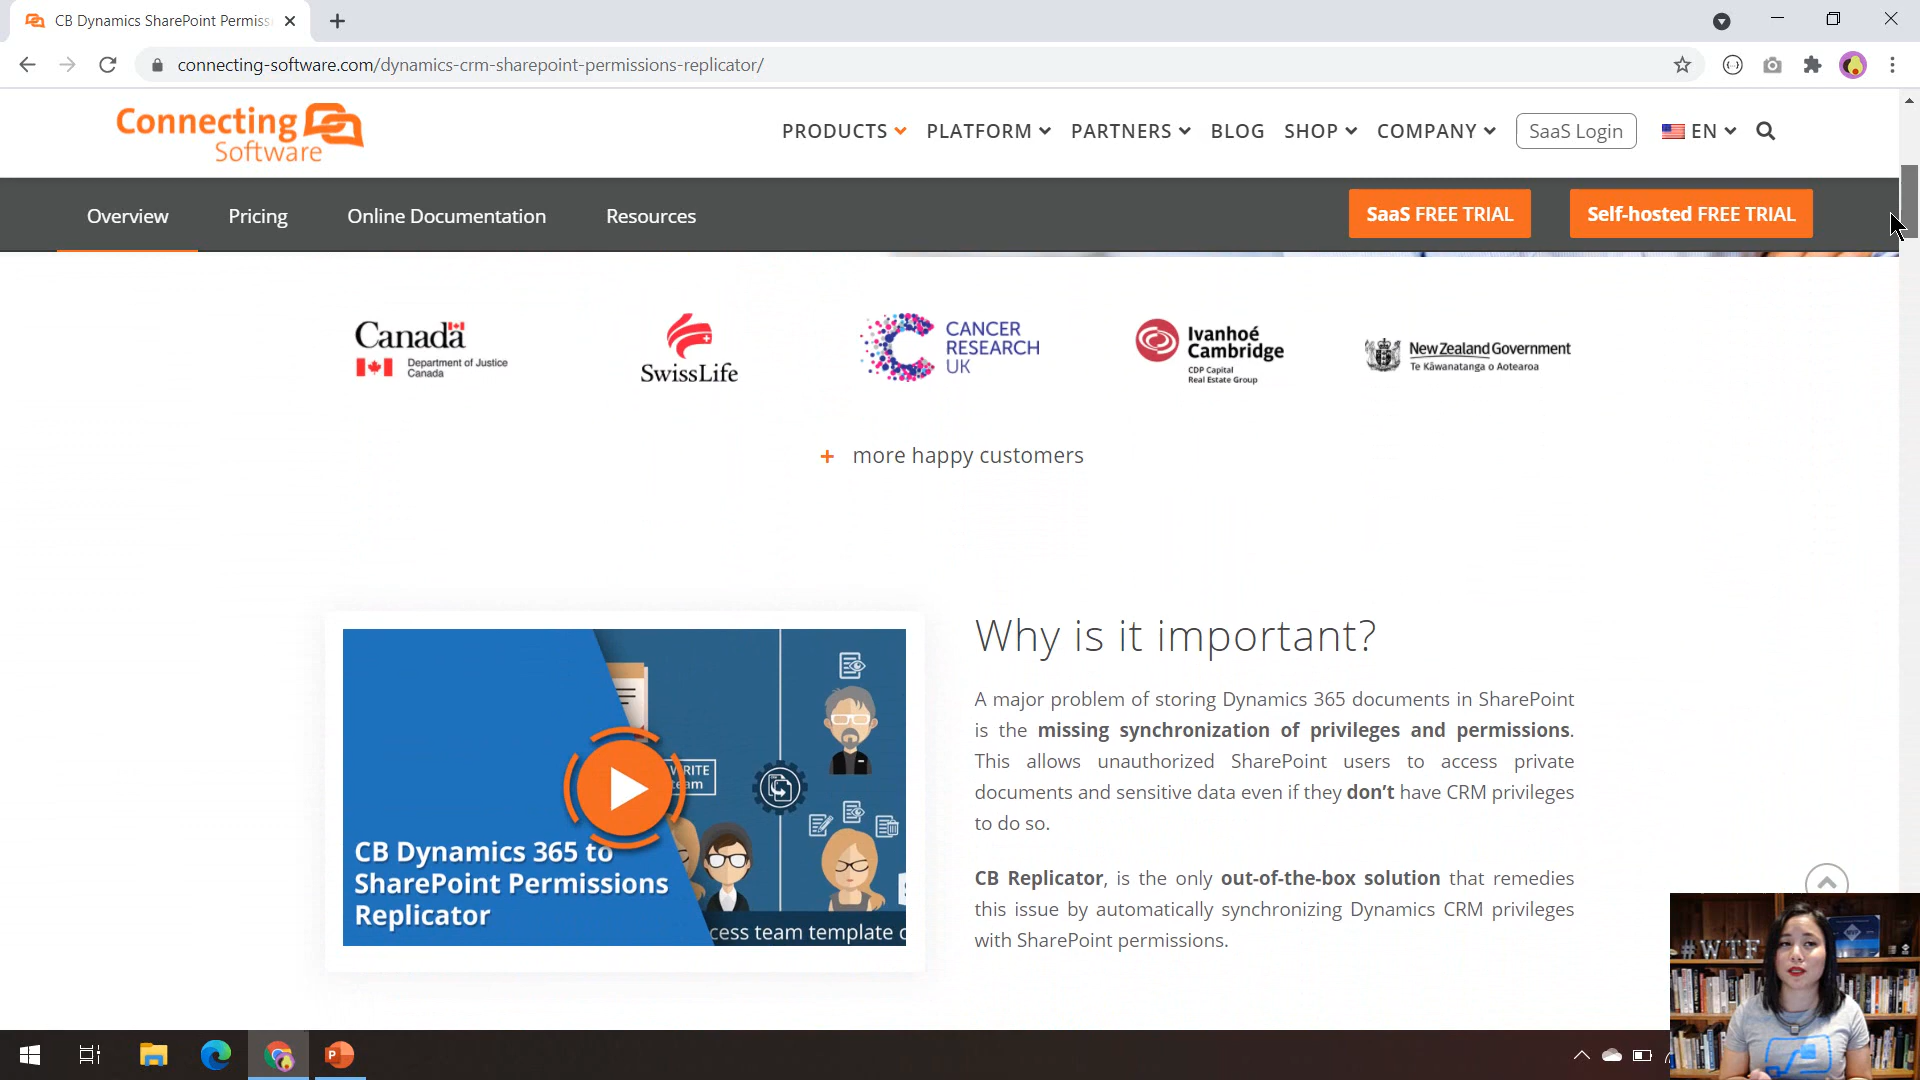 CB Dynamics SharePoint Permiss
connecting-software.com/dynamics-crm-sharepoint-permissions-replicator/
Connecting
Software
PRODUCTS PLATFORM PARTNERS BLOG SHOP COMPANY SaaS Login EN
Overview Pricing Online Documentation Resources SaaS FREE TRIAL Self-hosted FREE TRIAL
Canada
Department of Justice
Canada
SwissLife
CANCER
RESEARCH
UK
Ivanhoé
Cambridge
CDP Capital
Real Estate Group
New Zealand Government
Te Kāwanatanga o Aotearoa
+ more happy customers
Why is it important?
A major problem of storing Dynamics 365 documents in SharePoint
is the missing synchronization of privileges and permissions.
This allows unauthorized SharePoint users to access private
documents and sensitive data even if they don't have CRM privileges
to do so.
CB Replicator, is the only out-of-the-box solution that remedies
this issue by automatically synchronizing Dynamics CRM privileges
with SharePoint permissions.
RITE
am
CB Dynamics 365 to
SharePoint Permissions
Replicator
cess team template
#WTF